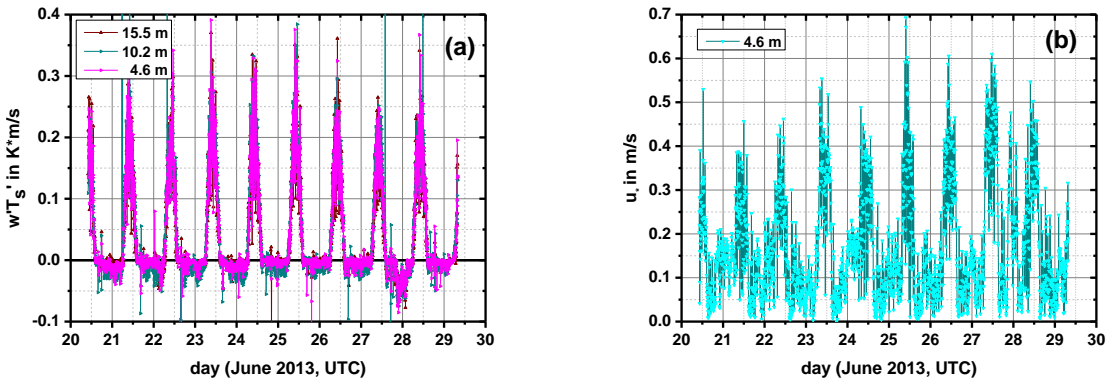 0.4
0.3
0.2
0.1
0.0
-0.1
w'Ts' in K*m/s
15.5 m
10.2 m
4.6 m
(a)
20 21 22 23 24 25 26 27 28 29 30
day (June 2013, UTC)
0.7
0.6
0.5
0.4
0.3
0.2
0.1
0.0
u* in m/s
4.6 m
(b)
20 21 22 23 24 25 26 27 28 29 30
day (June 2013, UTC)